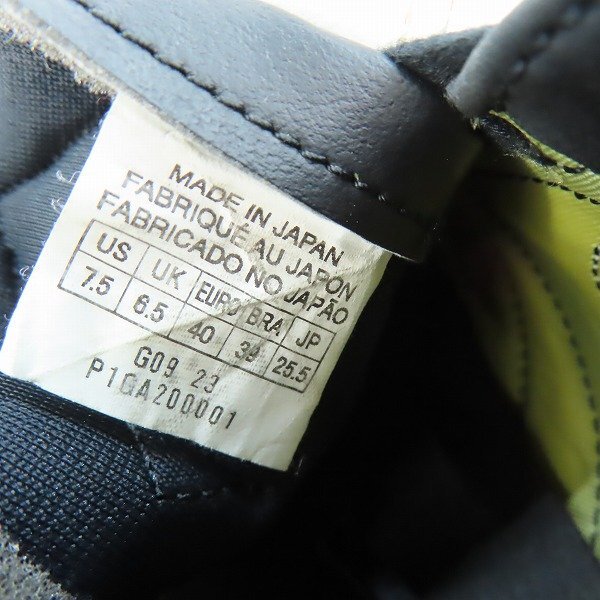 MADE IN JAPAN
FABRIQUÉ AU JAPON
FABRICADO NO JAPÃO
US UK EURO BRA JP
7.5 6.5 40 39 25.5
G09 23
P1GA200001